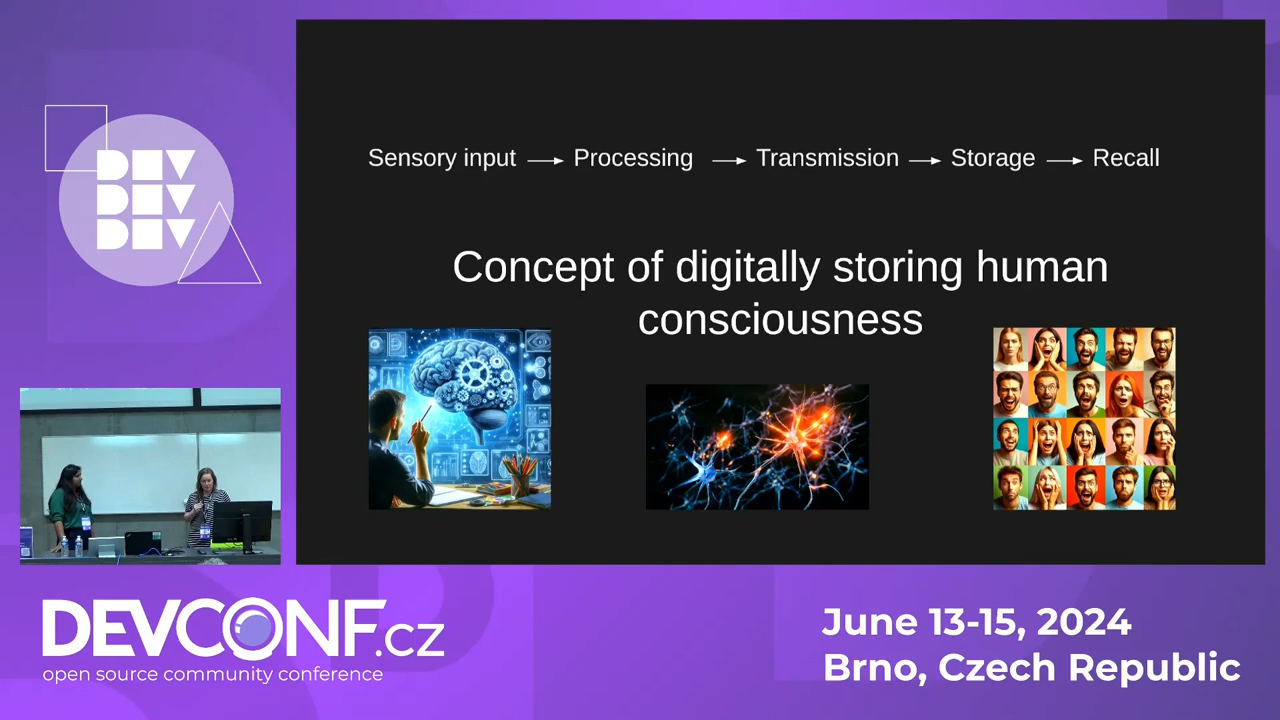 DEV
DEV
DEV
Sensory input → Processing → Transmission → Storage → Recall
Concept of digitally storing human
consciousness
DEVCONF.cz
open source community conference
June 13-15, 2024
Brno, Czech Republic